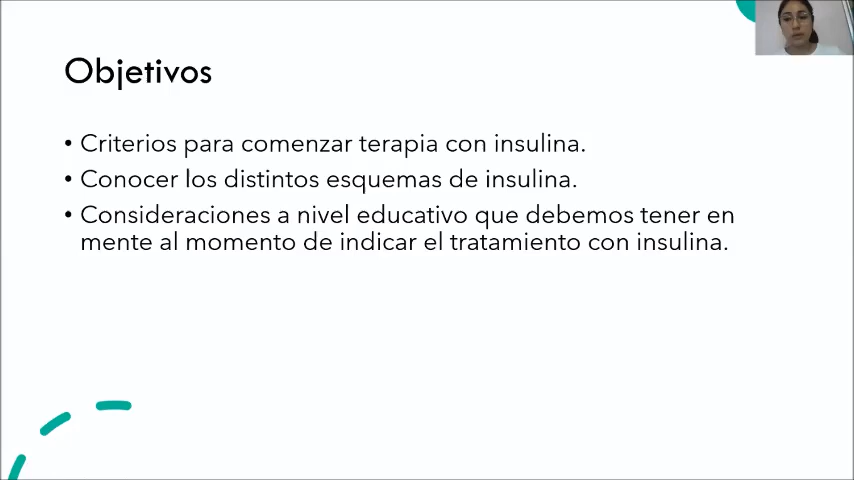 Objetivos
• Criterios para comenzar terapia con insulina.
• Conocer los distintos esquemas de insulina.
• Consideraciones a nivel educativo que debemos tener en
mente al momento de indicar el tratamiento con insulina.